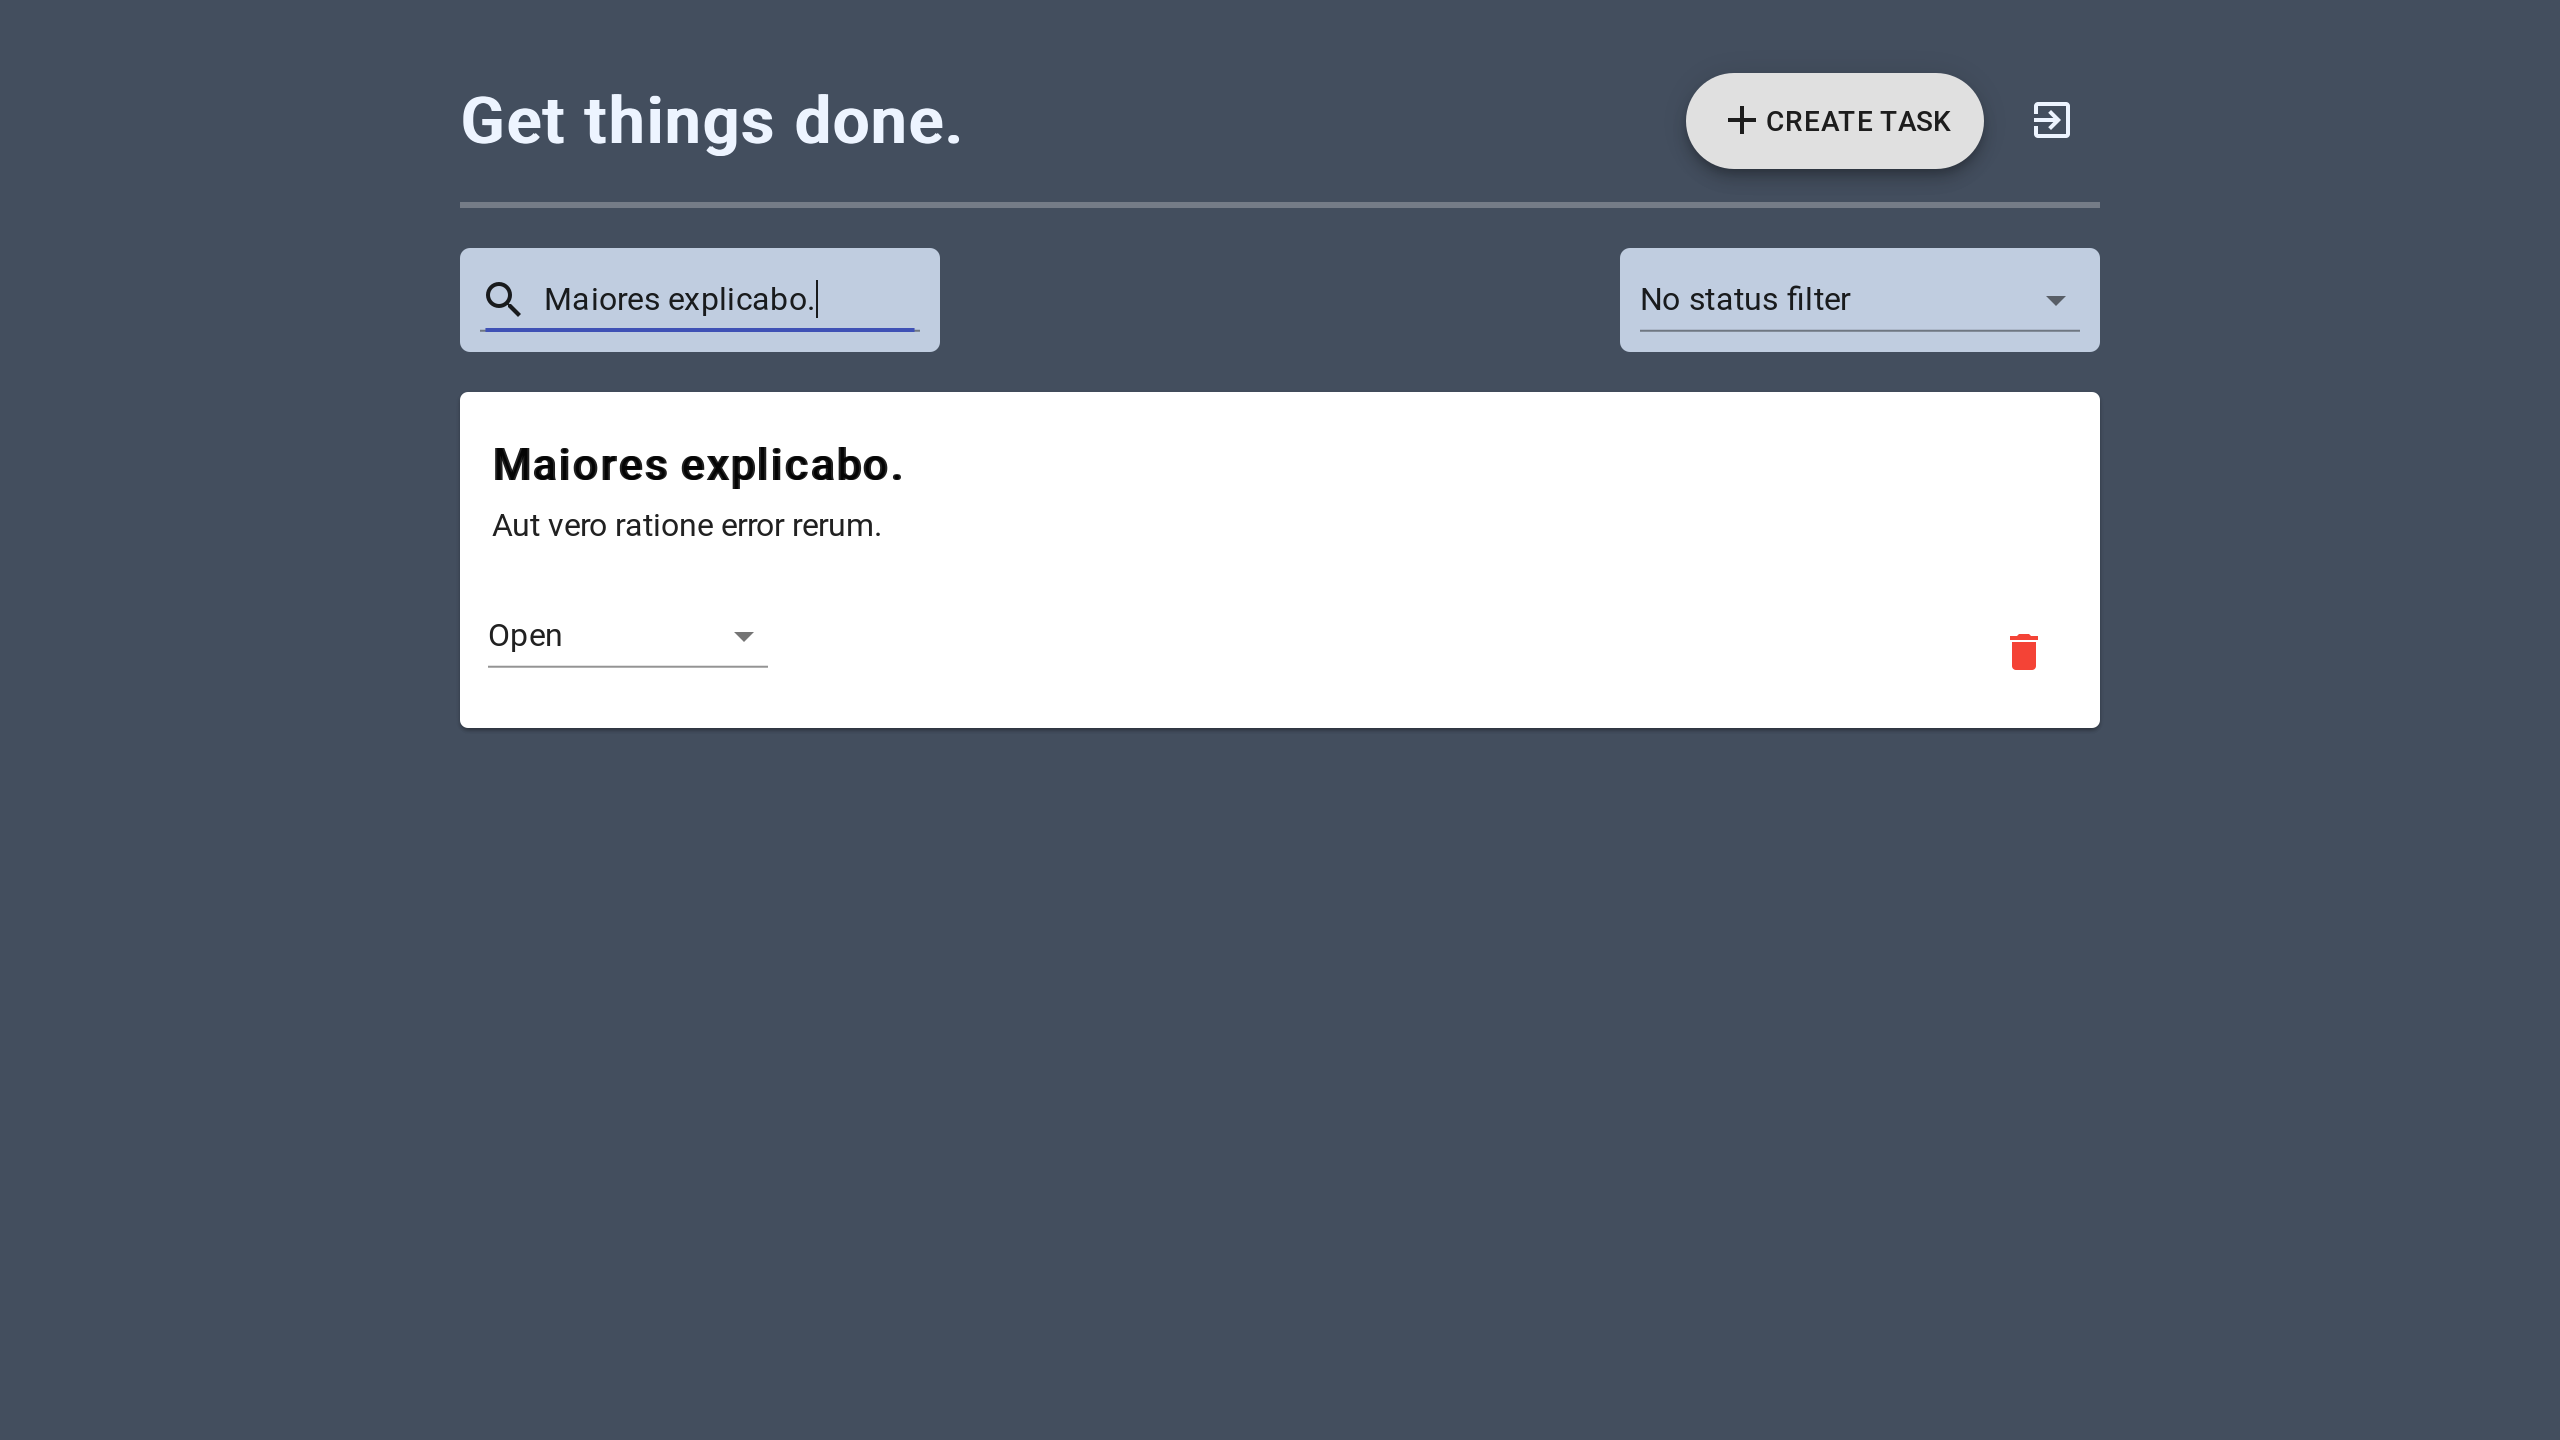 Get things done.
CREATE TASK
Maiores explicabo.
No status filter
Maiores explicabo.
Aut vero ratione error rerum.
Open